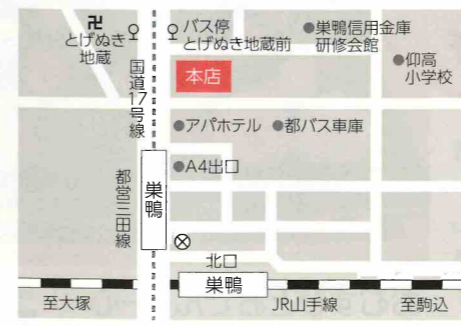 卍
とげぬき
地蔵
バス停
とげぬき地蔵前
●巣鴨信用金庫
研修会館
●仰高
小学校
国道17号線
本店
●アパホテル
●都バス車庫
●A4出口
都営三田線
巣鴨
北口
巣鴨
至大塚
JR山手線
至駒込